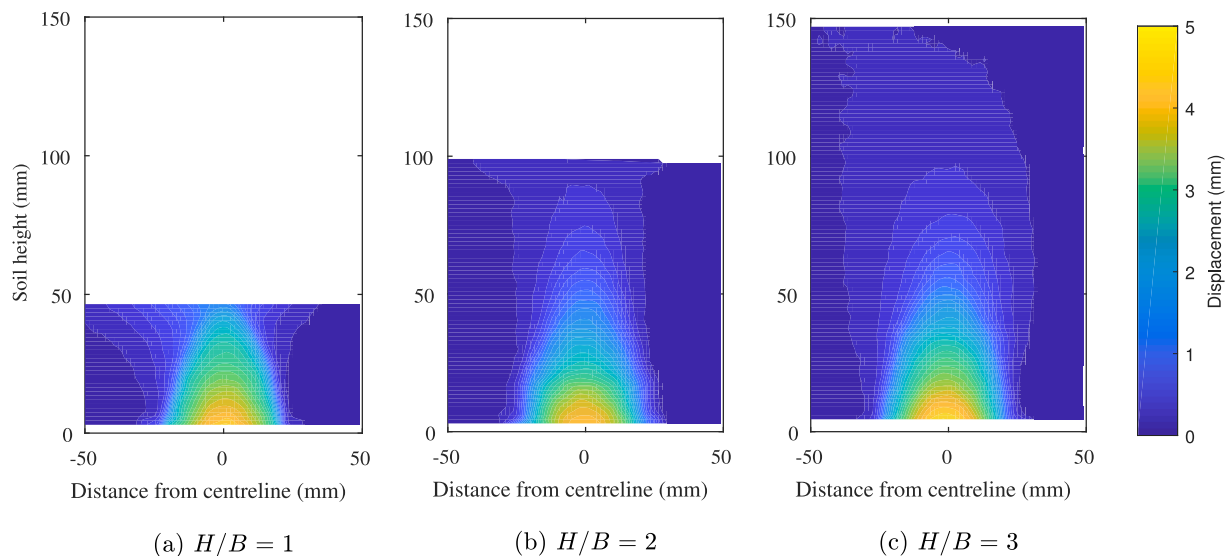 150
100
50
0
Soil height (mm)
-50 0 50
Distance from centreline (mm)
(a) H/B = 1
150
100
50
0
-50 0 50
Distance from centreline (mm)
(b) H/B = 2
150
100
50
0
-50 0 50
Distance from centreline (mm)
(c) H/B = 3
5
4
3
2
1
0
Displacement (mm)